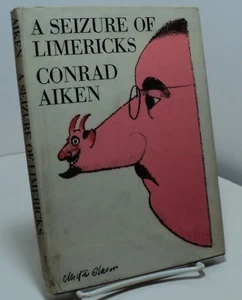 A SEIZURE OF
LIMERICKS
CONRAD
AIKEN
AIKEN A SEIZURE OF LIMERICKS